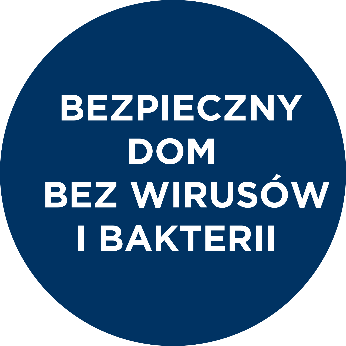 BEZPIECZNY
DOM
BEZ WIRUSÓW
I BAKTERII